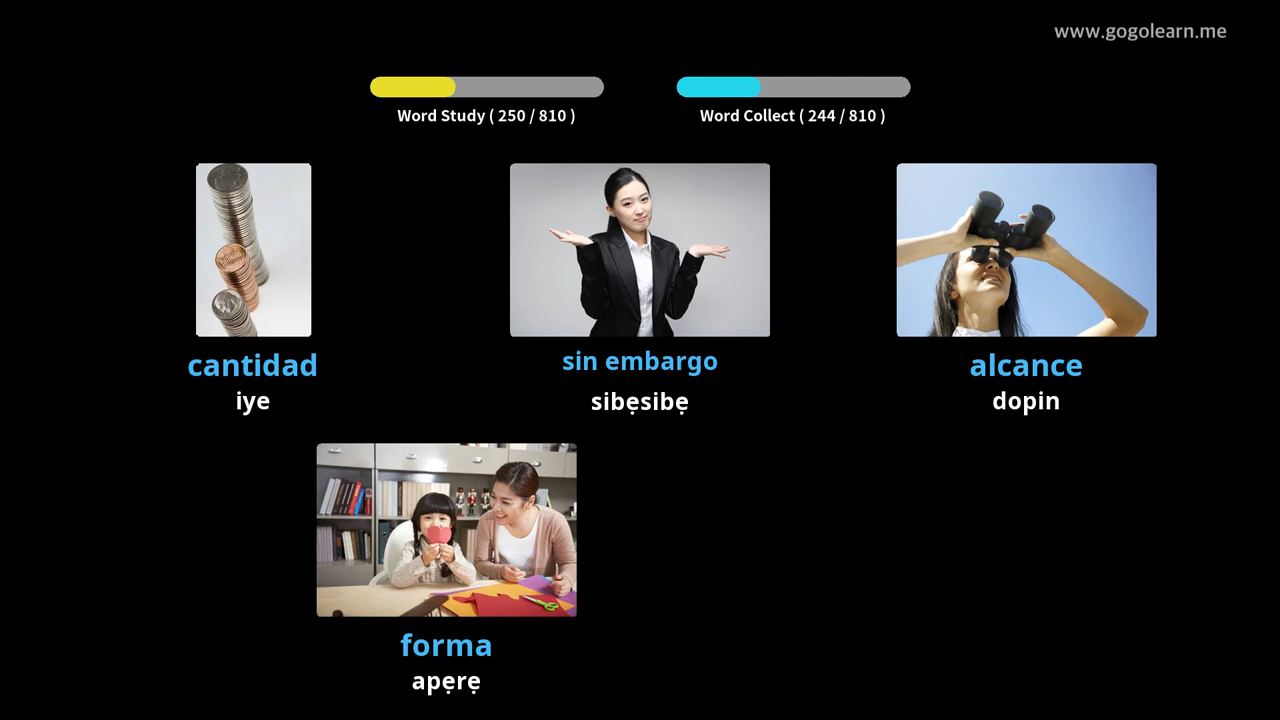 www.gogolearn.me
Word Study ( 250 / 810 )
Word Collect ( 244 / 810 )
cantidad
iye
sin embargo
sibẹsibẹ
alcance
dopin
forma
apẹrẹ